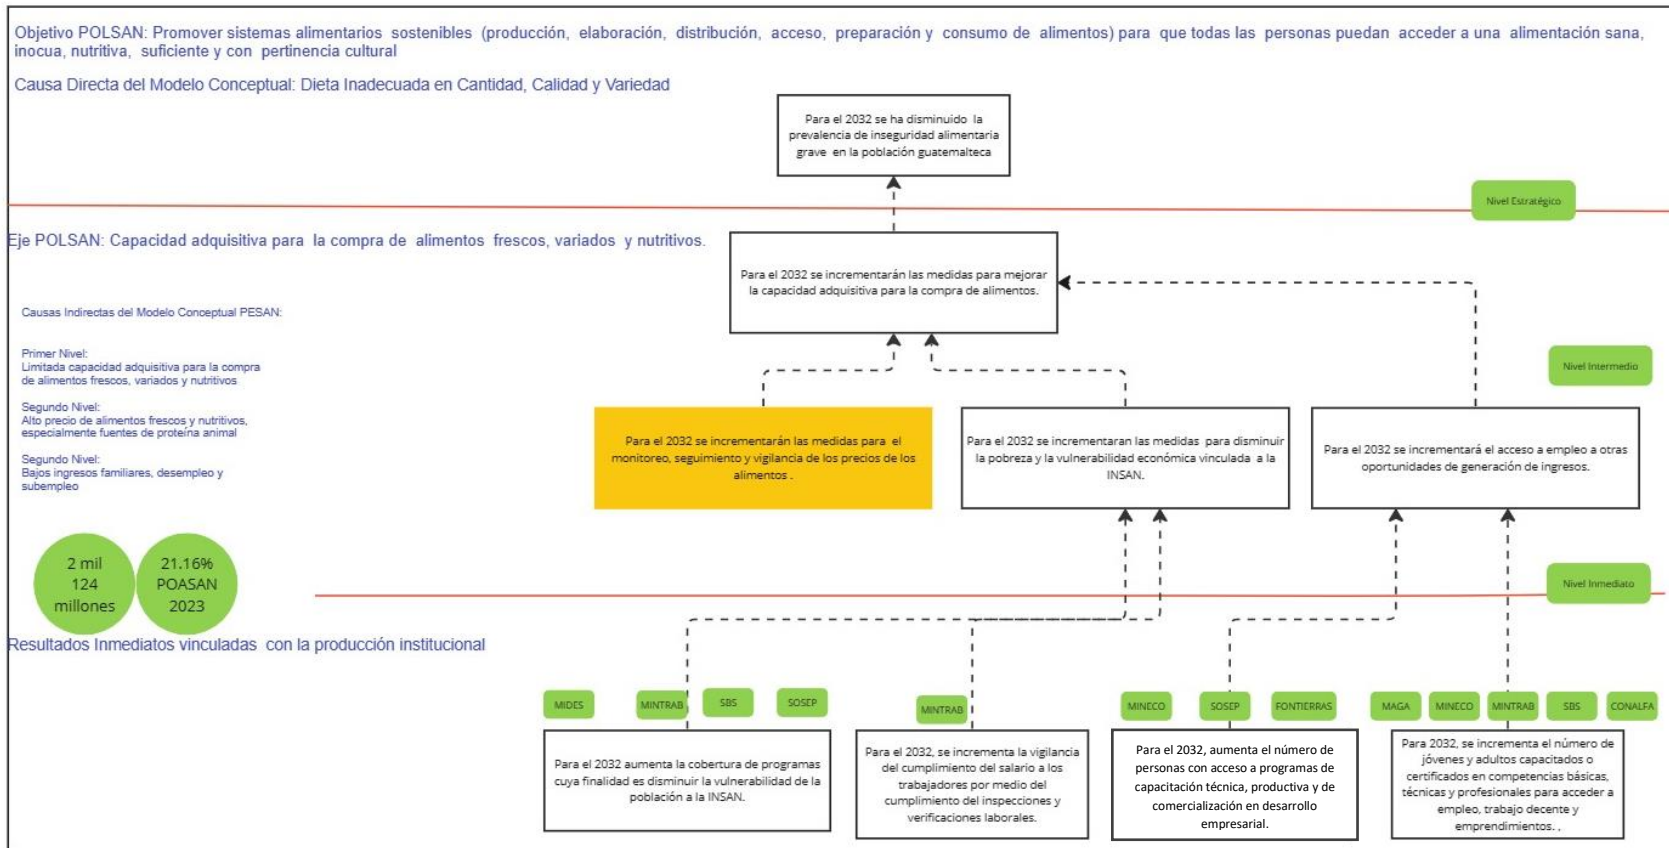 Objetivo POLSAN: Promover sistemas alimentarios sostenibles (producción, elaboración, distribución, acceso, preparación y consumo de alimentos) para que todas las personas puedan acceder a una alimentación sana,
inocua, nutritiva, suficiente y con pertinencia cultural
Causa Directa del Modelo Conceptual: Dieta Inadecuada en Cantidad, Calidad y Variedad
Para el 2032 se ha disminuido la
prevalencia de inseguridad alimentaria
grave en la población guatemalteca
Nivel Estratégico
Eje POLSAN: Capacidad adquisitiva para la compra de alimentos frescos, variados y nutritivos.
Para el 2032 se incrementarán las medidas para mejorar
la capacidad adquisitiva para la compra de alimentos.
Causas Indirectas del Modelo Conceptual PESAN:
Primer Nivel:
Limitada capacidad adquisitiva para la compra
de alimentos frescos, variados y nutritivos
Segundo Nivel:
Alto precio de alimentos frescos y nutritivos,
especialmente fuentes de proteína animal
Segundo Nivel:
Bajos ingresos familiares, desempleo y
subempleo
Nivel Intermedio
Para el 2032 se incrementarán las medidas para el
monitoreo, seguimiento y vigilancia de los precios de los
alimentos .
Para el 2032 se incrementaran las medidas para disminuir
la pobreza y la vulnerabilidad económica vinculada a la
INSAN.
Para el 2032 se incrementará el acceso a empleo a otras
oportunidades de generación de ingresos.
2 mil
124
millones
21.16%
POASAN
2023
Nivel Inmediato
Resultados Inmediatos vinculadas con la producción institucional
MIDES
MINTRAB
SBS
SOSEP
MINTRAB
MINECO
SOSEP
FONTIERRAS
MAGA
MINECO
MINTRAB
SBS
CONALFA
Para el 2032 aumenta la cobertura de programas
cuya finalidad es disminuir la vulnerabilidad de la
población a la INSAN.
Para el 2032, se incrementa la vigilancia
del cumplimiento del salario a los
trabajadores por medio del
cumplimiento del inspecciones y
verificaciones laborales.
Para el 2032, aumenta el número de
personas con acceso a programas de
capacitación técnica, productiva y de
comercialización en desarrollo
empresarial.
Para 2032, se incrementa el número de
jóvenes y adultos capacitados o
certificados en competencias básicas,
técnicas y profesionales para acceder a
empleo, trabajo decente y
emprendimientos. ,